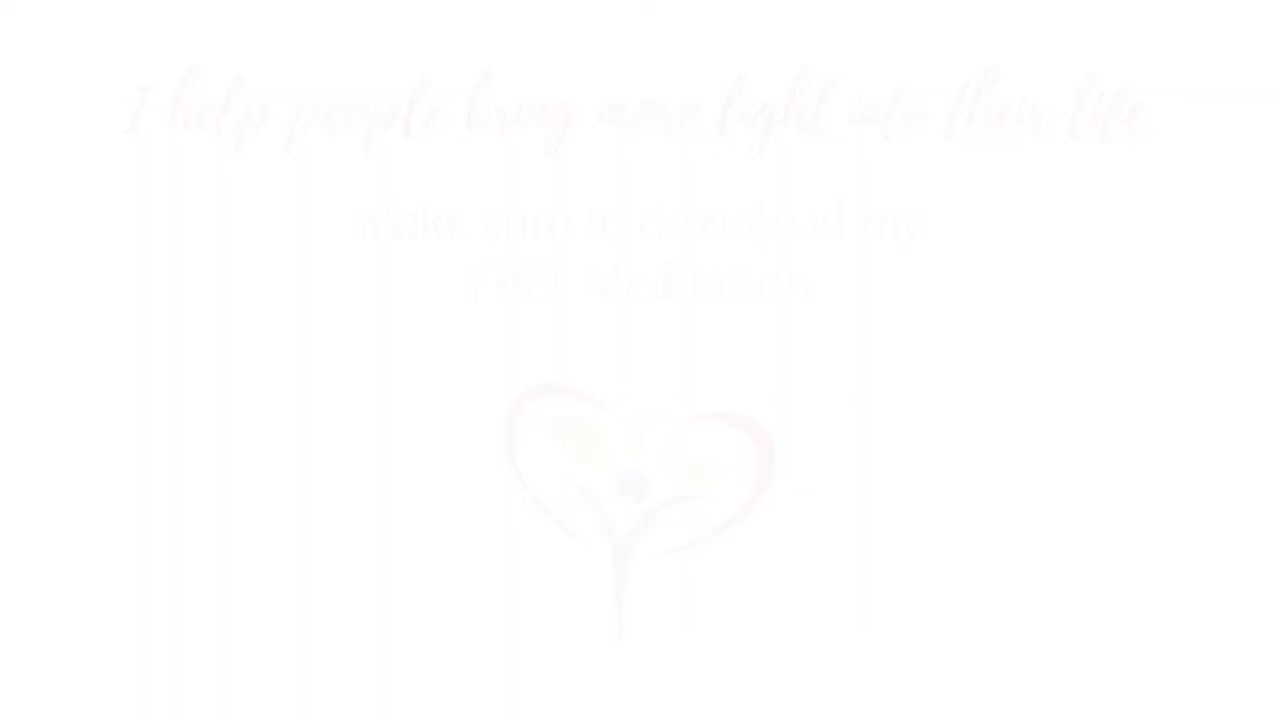 I help people bring more light into their life.
Make sure to download my
FREE Meditation